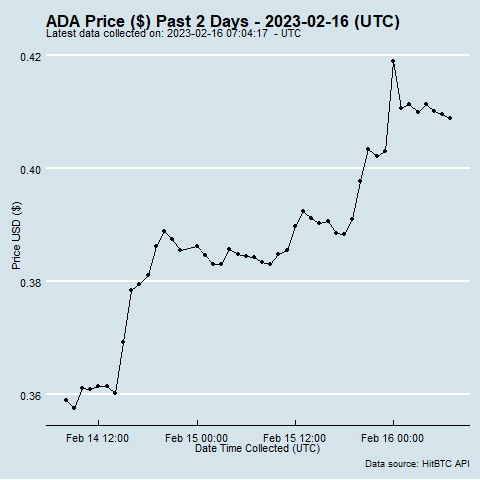 ADA Price ($) Past 2 Days - 2023-02-16 (UTC)
Latest data collected on: 2023-02-16 07:04:17 - UTC
0.42
0.40
0.38
0.36
Price USD ($)
Feb 14 12:00 Feb 15 00:00 Feb 15 12:00 Feb 16 00:00
Date Time Collected (UTC)
Data source: HitBTC API